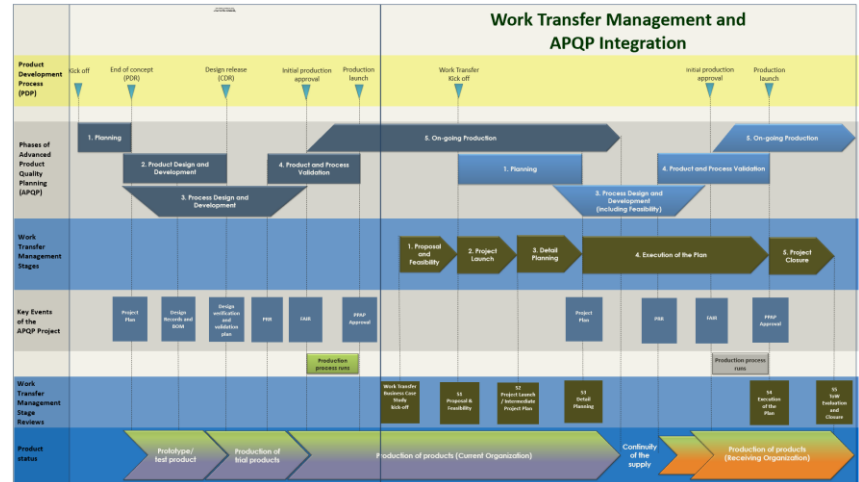 Work Transfer Management and
APQP Integration
Product
Development
Process
(PDP)
Kick off
End of concept
(PDR)
Design release
(CDR)
Initial production
approval
Production
launch
Work Transfer
Kick off
Initial production
approval
Production
launch
Phases of
Advanced
Product
Quality
Planning
(APQP)
1. Planning
2. Product Design and
Development
3. Process Design and
Development
4. Product and Process
Validation
5. On-going Production
1. Planning
3. Process Design and
Development
(Including Feasibility)
4. Product and Process
Validation
5. On-going Production
Work
Transfer
Management
Stages
1. Proposal
and
Feasibility
2. Project
Launch
3. Detail
Planning
4. Execution of the Plan
5. Project
Closure
Key Events
of the
APQP Project
Project
Plan
Design
Records and
BOM
Design
verification
and
validation
plan
PRR
FAIR
PPAP
Approval
Project
Plan
PRR
FAIR
PPAP
Approval
Production
process runs
Production process
runs
Work
Transfer
Management
Stage
Reviews
Work Transfer
Business Case
Study
Kick-off
S1
Proposal &
Feasibility
S2
Project Launch
/ Intermediate
Project Plan
S3
Detail
Planning
S4
Execution
of the
Plan
S5
ToW
Evaluation
and
Closure
Product
status
Prototype/
test product
Production of
trial products
Production of products (Current Organization)
Continuity
of the
supply
Production of products
(Receiving Organization)